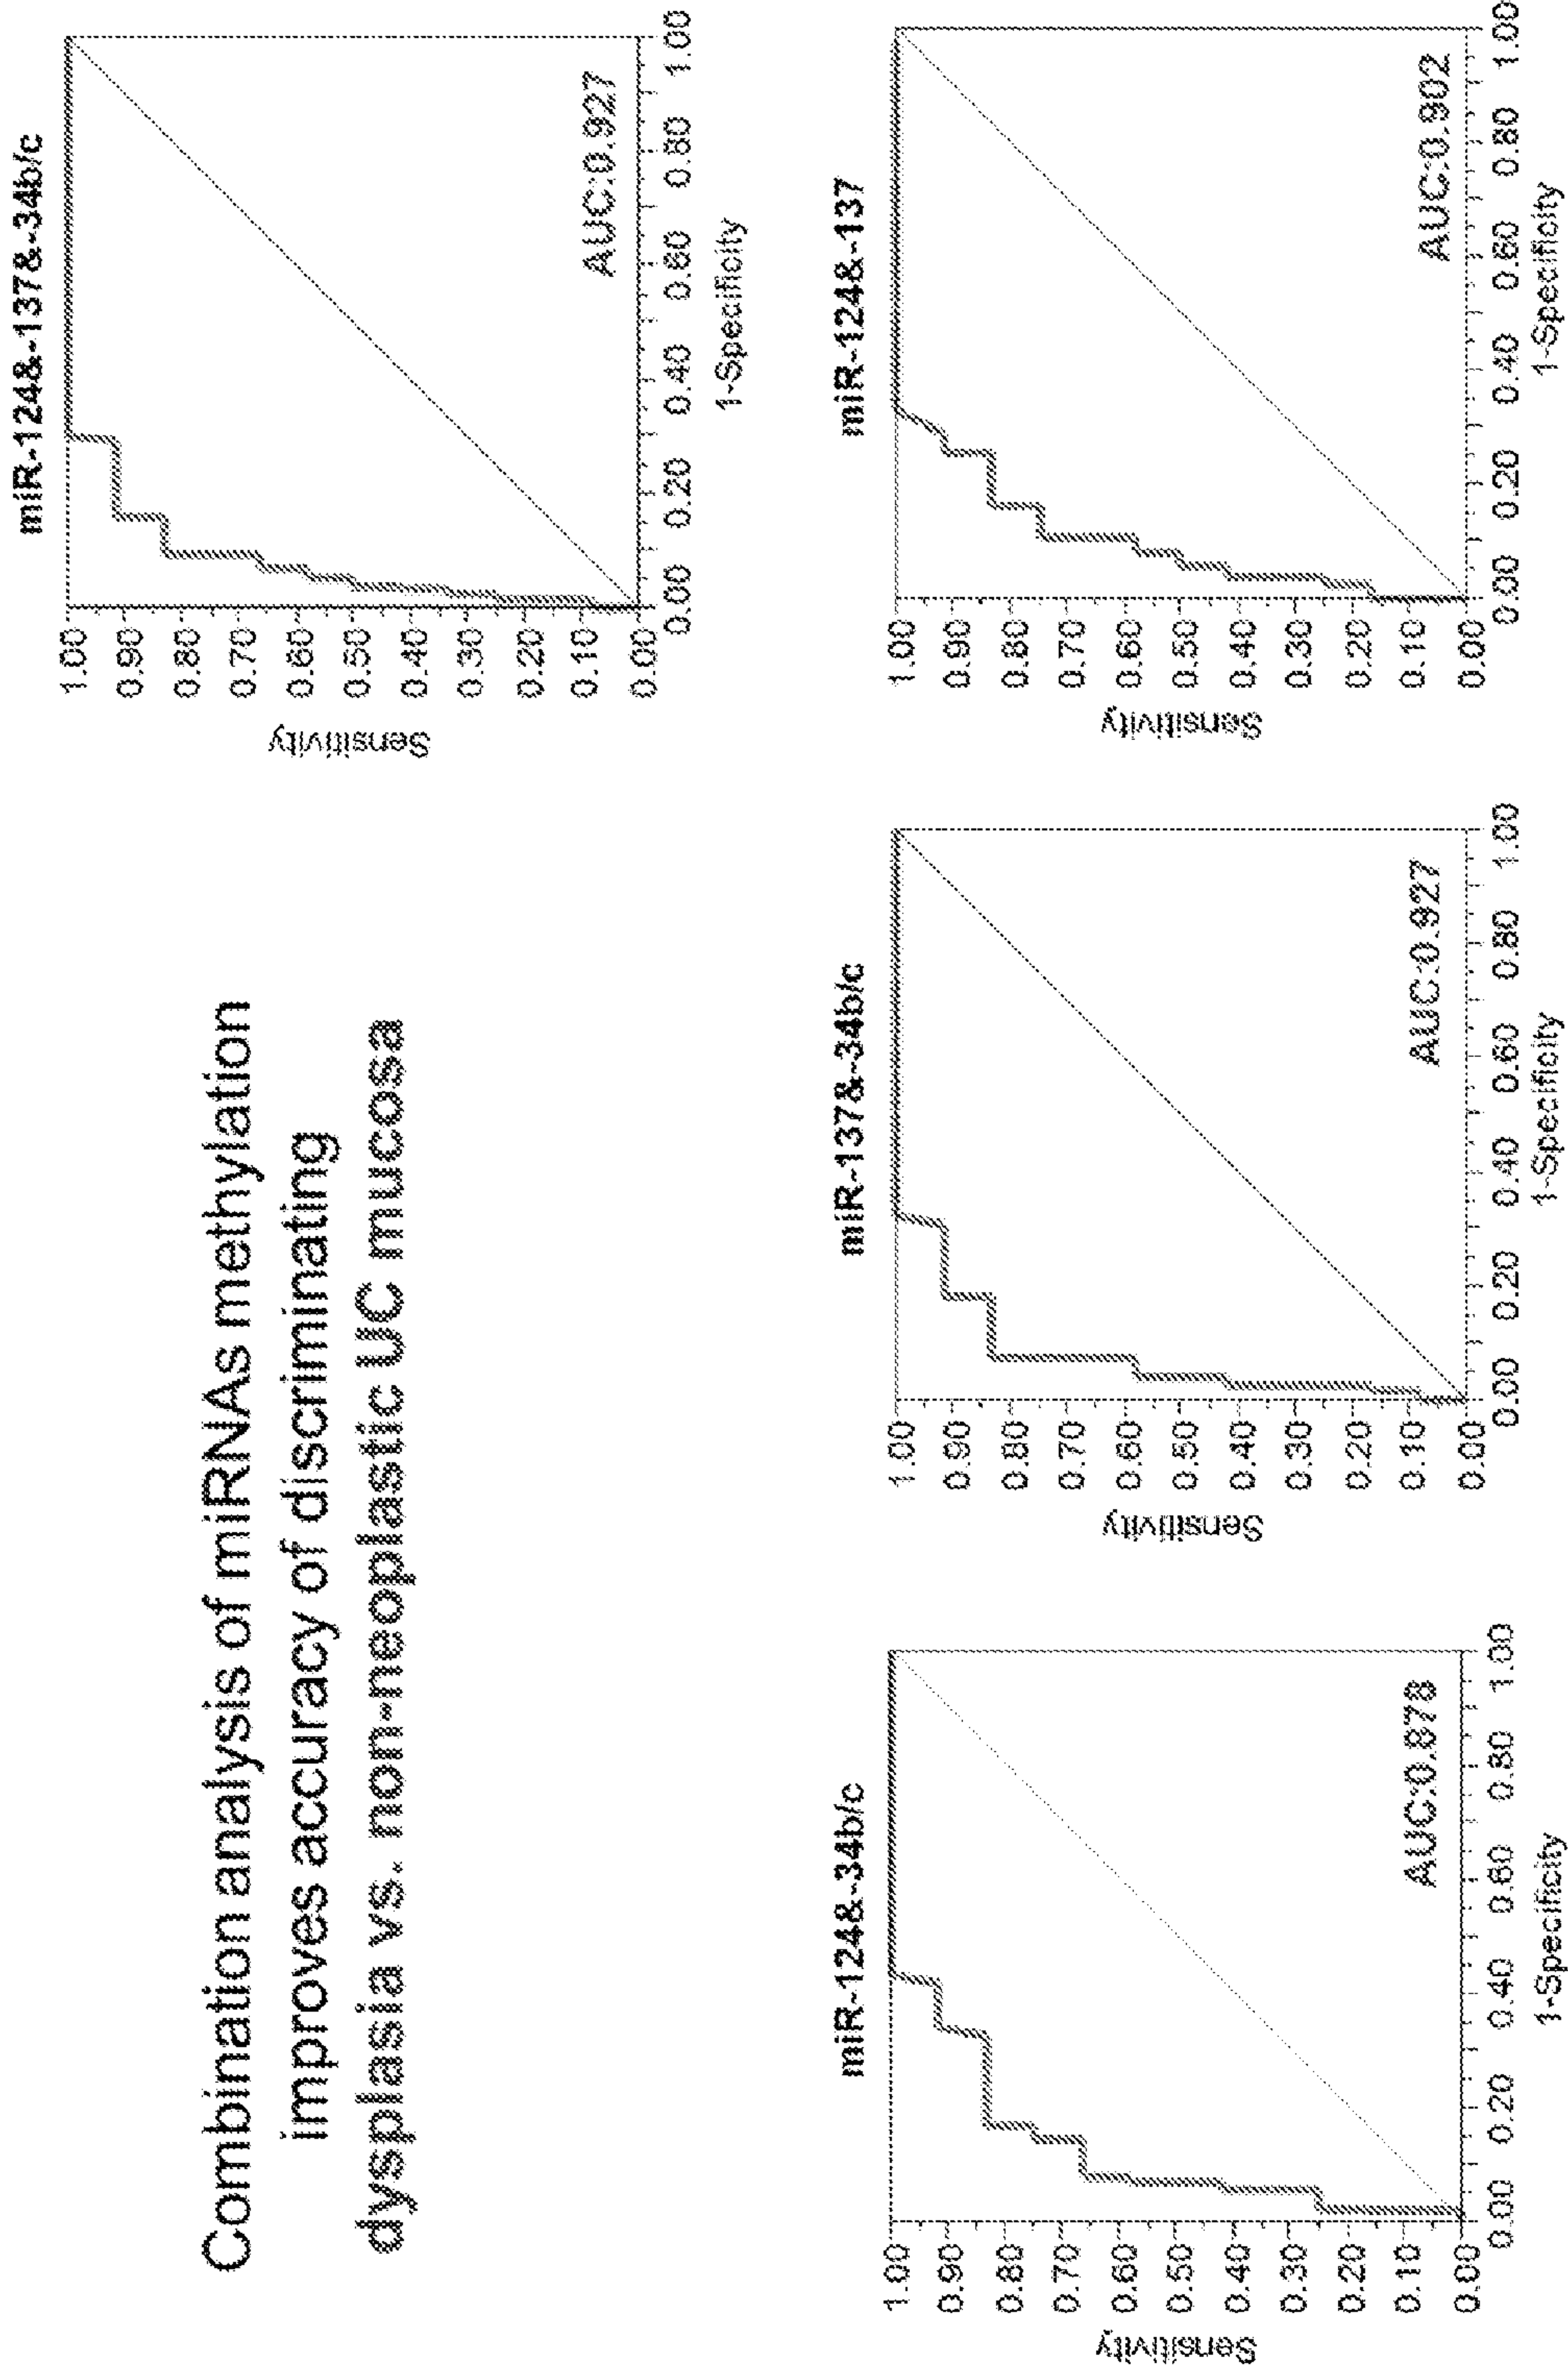 Combination analysis of miRNAs methylation
improves accuracy of discriminating
dysplasia vs. non-neoplastic UC mucosa
miR-124&-137&-34b/c
Sensitivity
1.00
0.90
0.80
0.70
0.60
0.50
0.40
0.30
0.20
0.10
0.00
AUC:0.927
0.00 0.20 0.40 0.60 0.80 1.00
1-Specificity
miR-124&-34b/c
Sensitivity
1.00
0.90
0.80
0.70
0.60
0.50
0.40
0.30
0.20
0.10
0.00
AUC:0.878
0.00 0.20 0.40 0.60 0.80 1.00
1-Specificity
miR-137&-34b/c
Sensitivity
1.00
0.90
0.80
0.70
0.60
0.50
0.40
0.30
0.20
0.10
0.00
AUC:0.927
0.00 0.20 0.40 0.60 0.80 1.00
1-Specificity
miR-124&-137
Sensitivity
1.00
0.90
0.80
0.70
0.60
0.50
0.40
0.30
0.20
0.10
0.00
AUC:0.902
0.00 0.20 0.40 0.60 0.80 1.00
1-Specificity